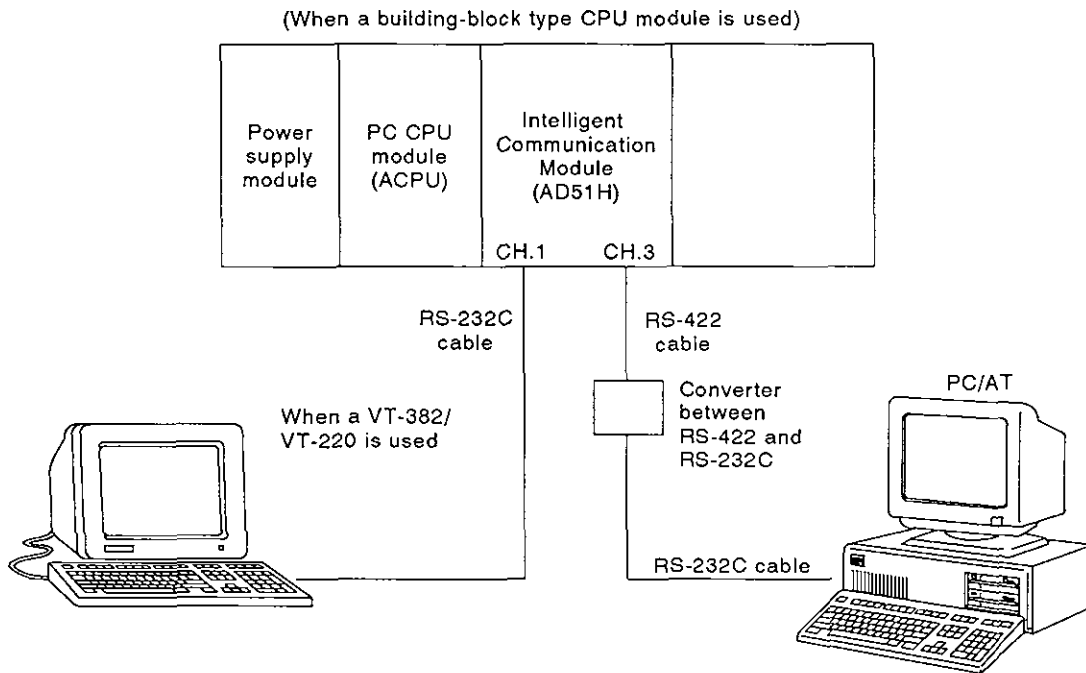 (When a building-block type CPU module is used)
Power
supply
module
PC CPU
module
(ACPU)
Intelligent
Communication
Module
(AD51H)
CH.1
CH.3
RS-232C
cable
RS-422
cable
When a VT-382/
VT-220 is used
Converter
between
RS-422 and
RS-232C
PC/AT
RS-232C cable